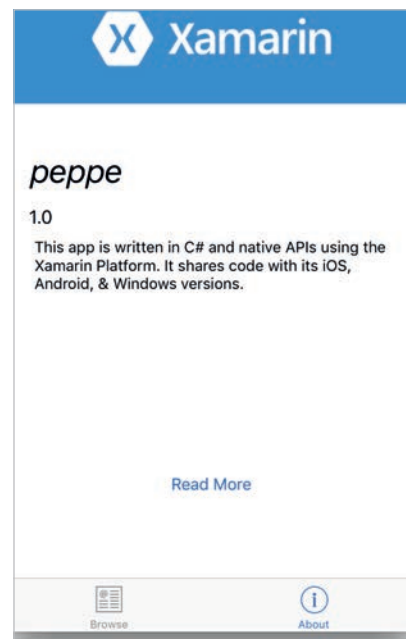 Xamarin
peppe
1.0
This app is written in C# and native APIs using the
Xamarin Platform. It shares code with its iOS,
Android, & Windows versions.
Read More
Browse
About